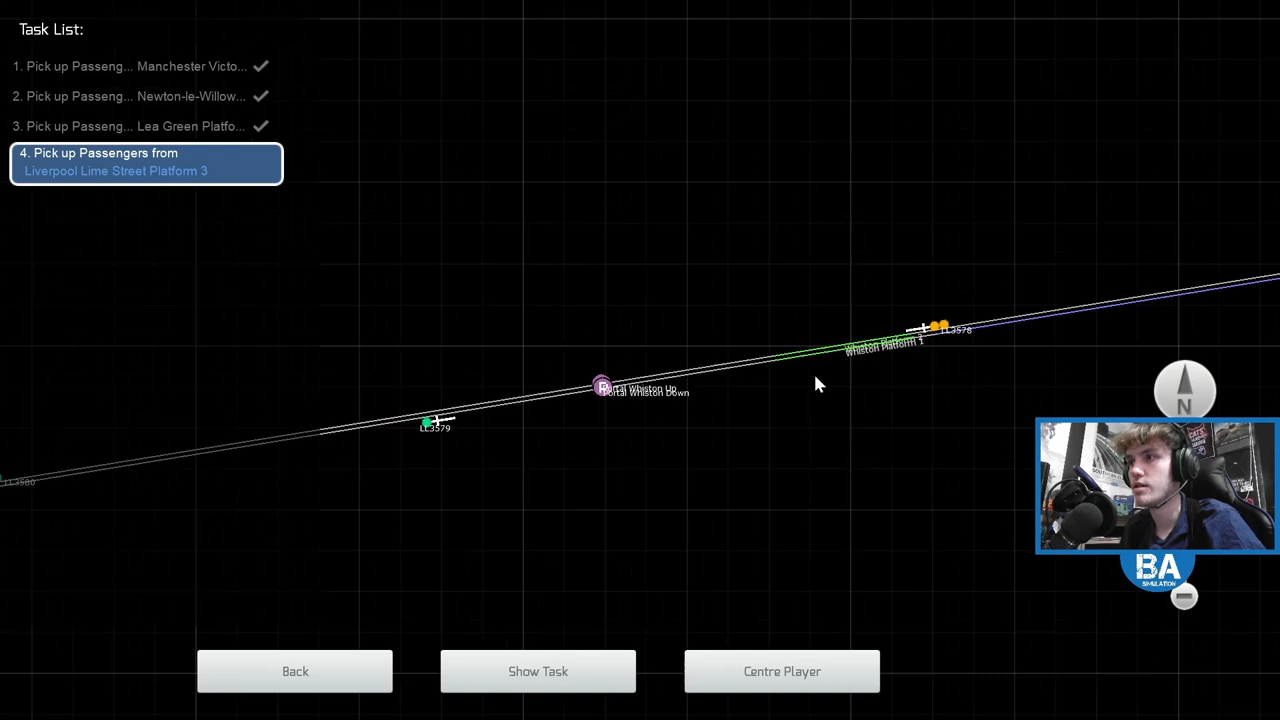 Task List:
1. Pick up Passeng... Manchester Victo...
2. Pick up Passeng... Newton-le-Willow...
3. Pick up Passeng... Lea Green Platfo...
4. Pick up Passengers from
Liverpool Lime Street Platform 3
LL3578
Whiston Platform 1
P
Portal Whiston Up
Portal Whiston Down
LL3579
LL3580
N
CATS
BA
SIMULATION
Back
Show Task
Centre Player